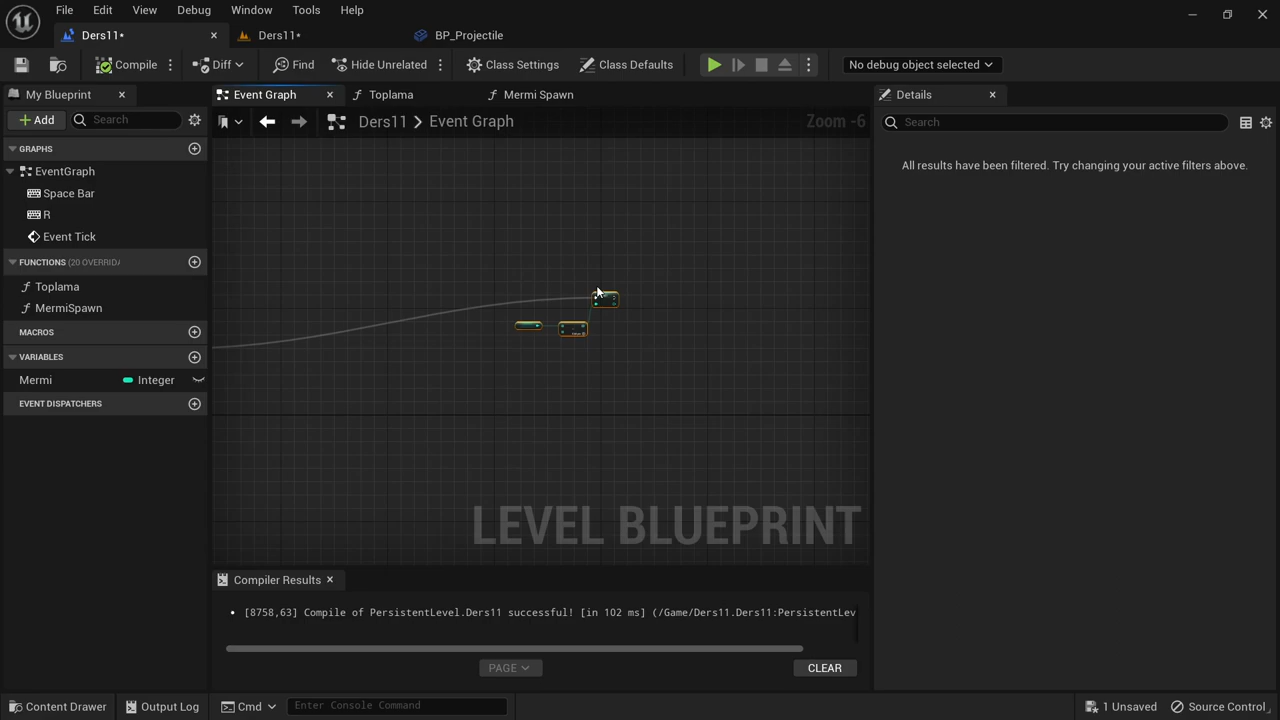 File Edit View Debug Window Tools Help
Ders11* Ders11* BP_Projectile
Compile Diff Find Hide Unrelated Class Settings Class Defaults No debug object selected
My Blueprint Event Graph Toplama Mermi Spawn Details
Add Search Ders11 > Event Graph Zoom -6 Search
GRAPHS
All results have been filtered. Try changing your active filters above.
EventGraph
Space Bar
R
Event Tick
FUNCTIONS (20 OVERRIDA
Toplama
MermiSpawn
MACROS
VARIABLES
Mermi Integer
EVENT DISPATCHERS
LEVEL BLUEPRINT
Compiler Results
• [8758,63] Compile of PersistentLevel.Ders11 successful! [in 102 ms] (/Game/Ders11.Ders11:PersistentLev
PAGE CLEAR
Content Drawer Output Log Cmd Enter Console Command 1 Unsaved Source Control